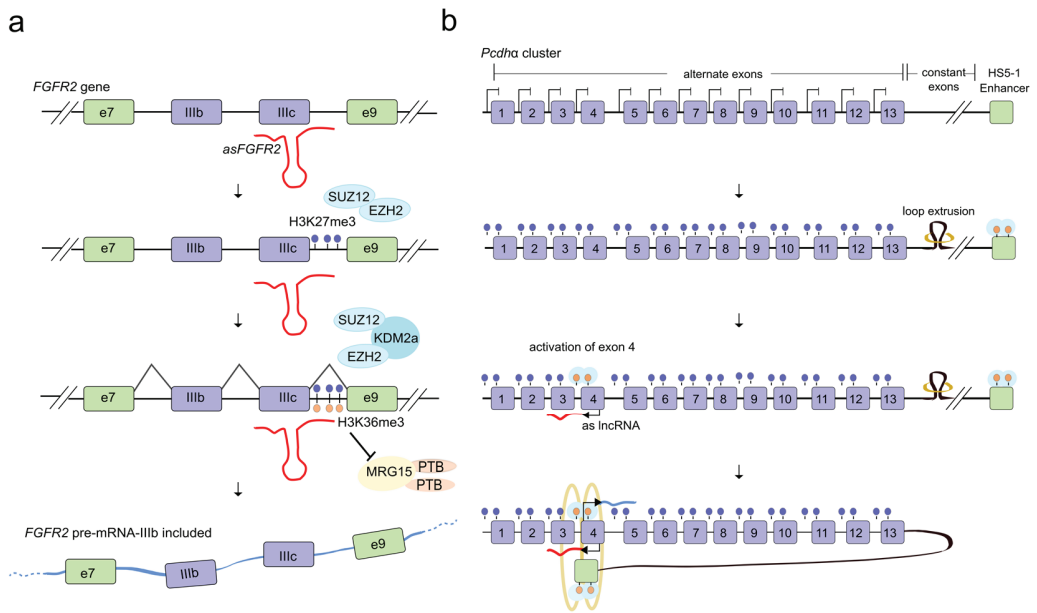 a
FGFR2 gene
e7 IIIb IIIc e9
asFGFR2
SUZ12
EZH2
H3K27me3
e7 IIIb IIIc e9
SUZ12
KDM2a
EZH2
e7 IIIb IIIc e9
H3K36me3
MRG15 PTB
PTB
FGFR2 pre-mRNA-IIIb included
e7 IIIb IIIc e9
b
Pcdhα cluster
alternate exons
constant
exons
HS5-1
Enhancer
1 2 3 4 5 6 7 8 9 10 11 12 13
loop extrusion
1 2 3 4 5 6 7 8 9 10 11 12 13
activation of exon 4
1 2 3 4 5 6 7 8 9 10 11 12 13
as lncRNA
1 2 3 4 5 6 7 8 9 10 11 12 13